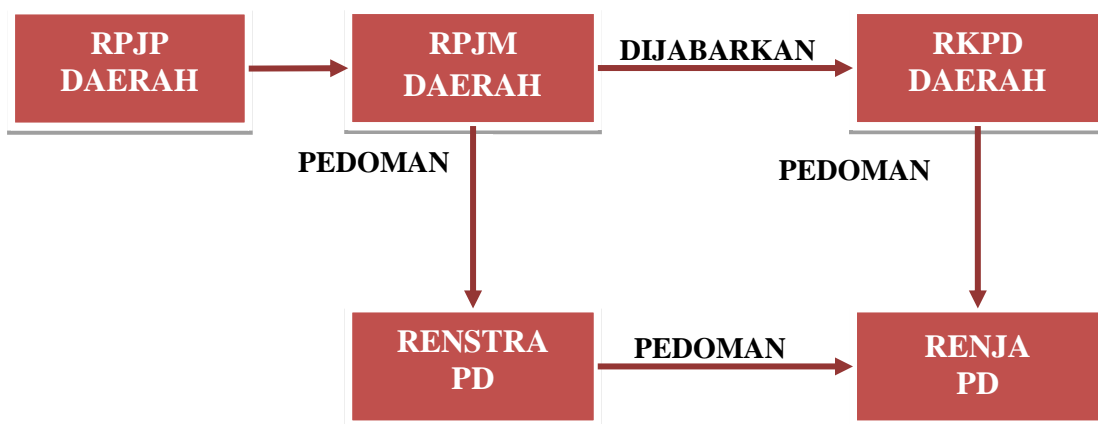 RPJP
DAERAH
RPJM
DAERAH
DIJABARKAN
RKPD
DAERAH
PEDOMAN
PEDOMAN
RENSTRA
PD
PEDOMAN
RENJA
PD